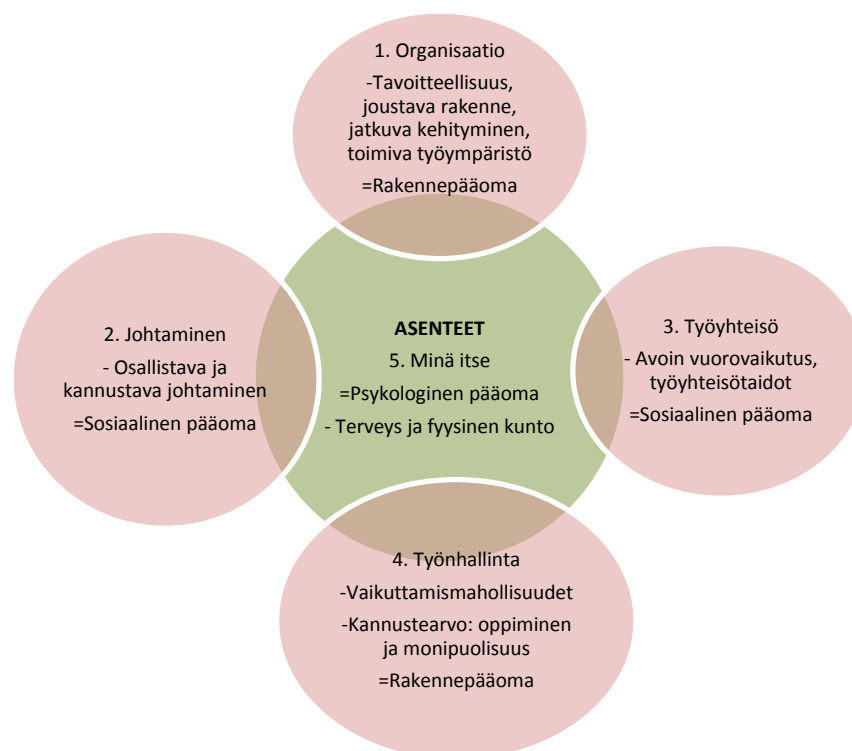 1. Organisaatio
-Tavoitteellisuus,
joustava rakenne,
jatkuva kehityminen,
toimiva työympäristö
=Rakennepääoma
2. Johtaminen
- Osallistava ja
kannustava johtaminen
=Sosiaalinen pääoma
ASENTEET
5. Minä itse
=Psykologinen pääoma
- Terveys ja fyysinen kunto
3. Työyhteisö
- Avoin vuorovaikutus,
työyhteisötaidot
=Sosiaalinen pääoma
4. Työnhallinta
-Vaikuttamismahollisuudet
-Kannustearvo: oppiminen
ja monipuolisuus
=Rakennepääoma